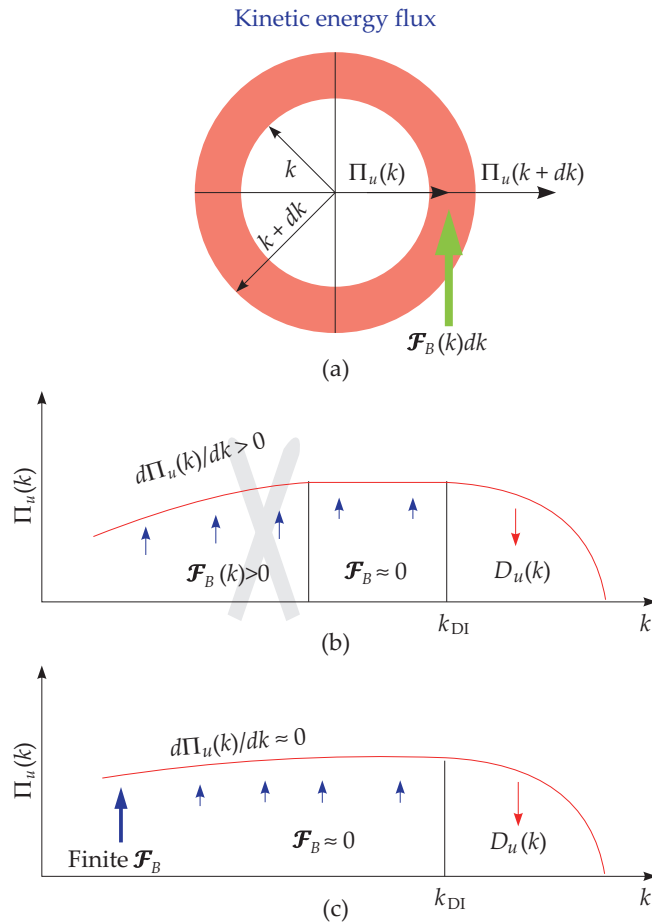 Kinetic energy flux
k
Π_u(k)
Π_u(k + dk)
k + dk
𝓕_B(k)dk
(a)
dΠ_u(k)/dk > 0
Π_u(k)
𝓕_B(k)>0
𝓕_B ≈ 0
D_u(k)
k_DI
k
(b)
dΠ_u(k)/dk ≈ 0
Π_u(k)
Finite 𝓕_B
𝓕_B ≈ 0
D_u(k)
k_DI
k
(c)